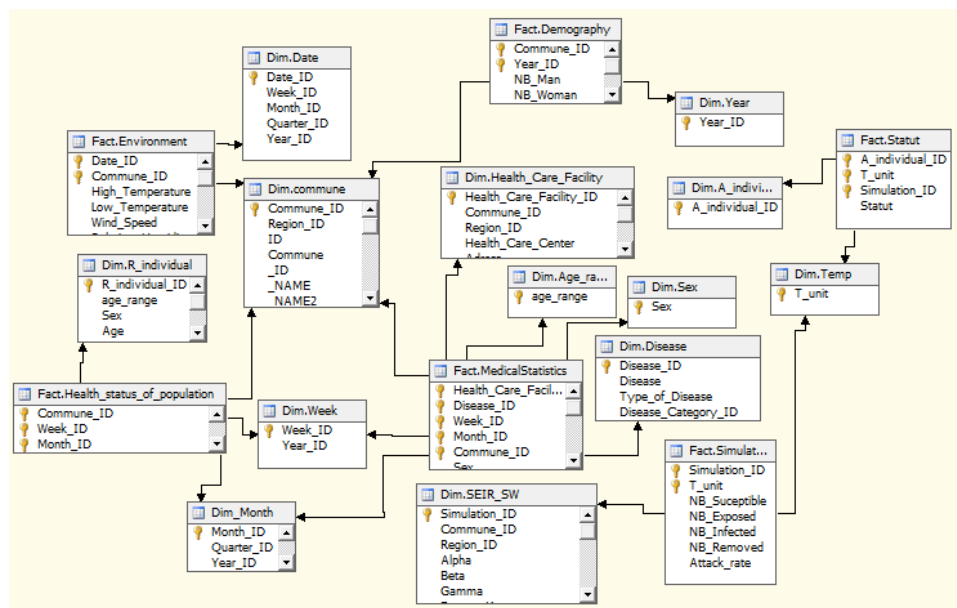 Fact.Demography
Commune_ID
Year_ID
NB_Man
NB_Woman
Dim.Date
Date_ID
Week_ID
Month_ID
Quarter_ID
Year_ID
Dim.Year
Year_ID
Fact.Environment
Date_ID
Commune_ID
High_Temperature
Low_Temperature
Wind_Speed
Fact.Statut
A_individual_ID
T_unit
Simulation_ID
Statut
Dim.commune
Commune_ID
Region_ID
ID
Commune
_ID
_NAME
_NAME2
Dim.Health_Care_Facility
Health_Care_Facility_ID
Commune_ID
Region_ID
Health_Care_Center
Dim.A_indivi...
A_individual_ID
Dim.R_individual
R_individual_ID
age_range
Sex
Age
Dim.Age_ra...
age_range
Dim.Sex
Sex
Dim.Temp
T_unit
Dim.Disease
Disease_ID
Disease
Type_of_Disease
Disease_Category_ID
Fact.MedicalStatistics
Health_Care_Facil...
Disease_ID
Week_ID
Month_ID
Commune_ID
Sex
Fact.Health_status_of_population
Commune_ID
Week_ID
Month_ID
Dim.Week
Week_ID
Year_ID
Fact.Simulat...
Simulation_ID
T_unit
NB_Suceptible
NB_Exposed
NB_Infected
NB_Removed
Attack_rate
Dim.SEIR_SW
Simulation_ID
Commune_ID
Region_ID
Alpha
Beta
Gamma
Dim_Month
Month_ID
Quarter_ID
Year_ID